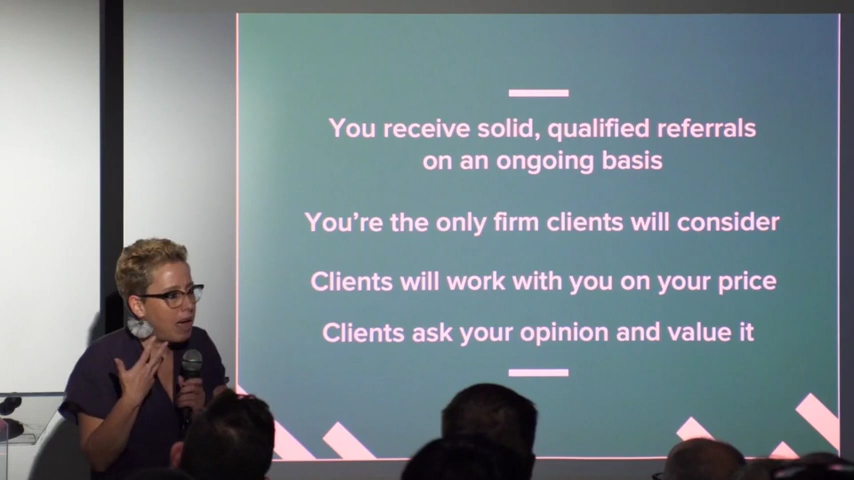 You receive solid, qualified referrals
on an ongoing basis
You’re the only firm clients will consider
Clients will work with you on your price
Clients ask your opinion and value it